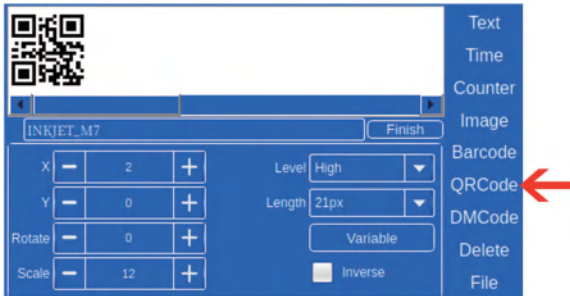 INKJET_M7 Finish
X 2 Level High
Y 0 Length 21px
Rotate 0 Variable
Scale 12 Inverse
Text
Time
Counter
Image
Barcode
QRCode
DMCode
Delete
File